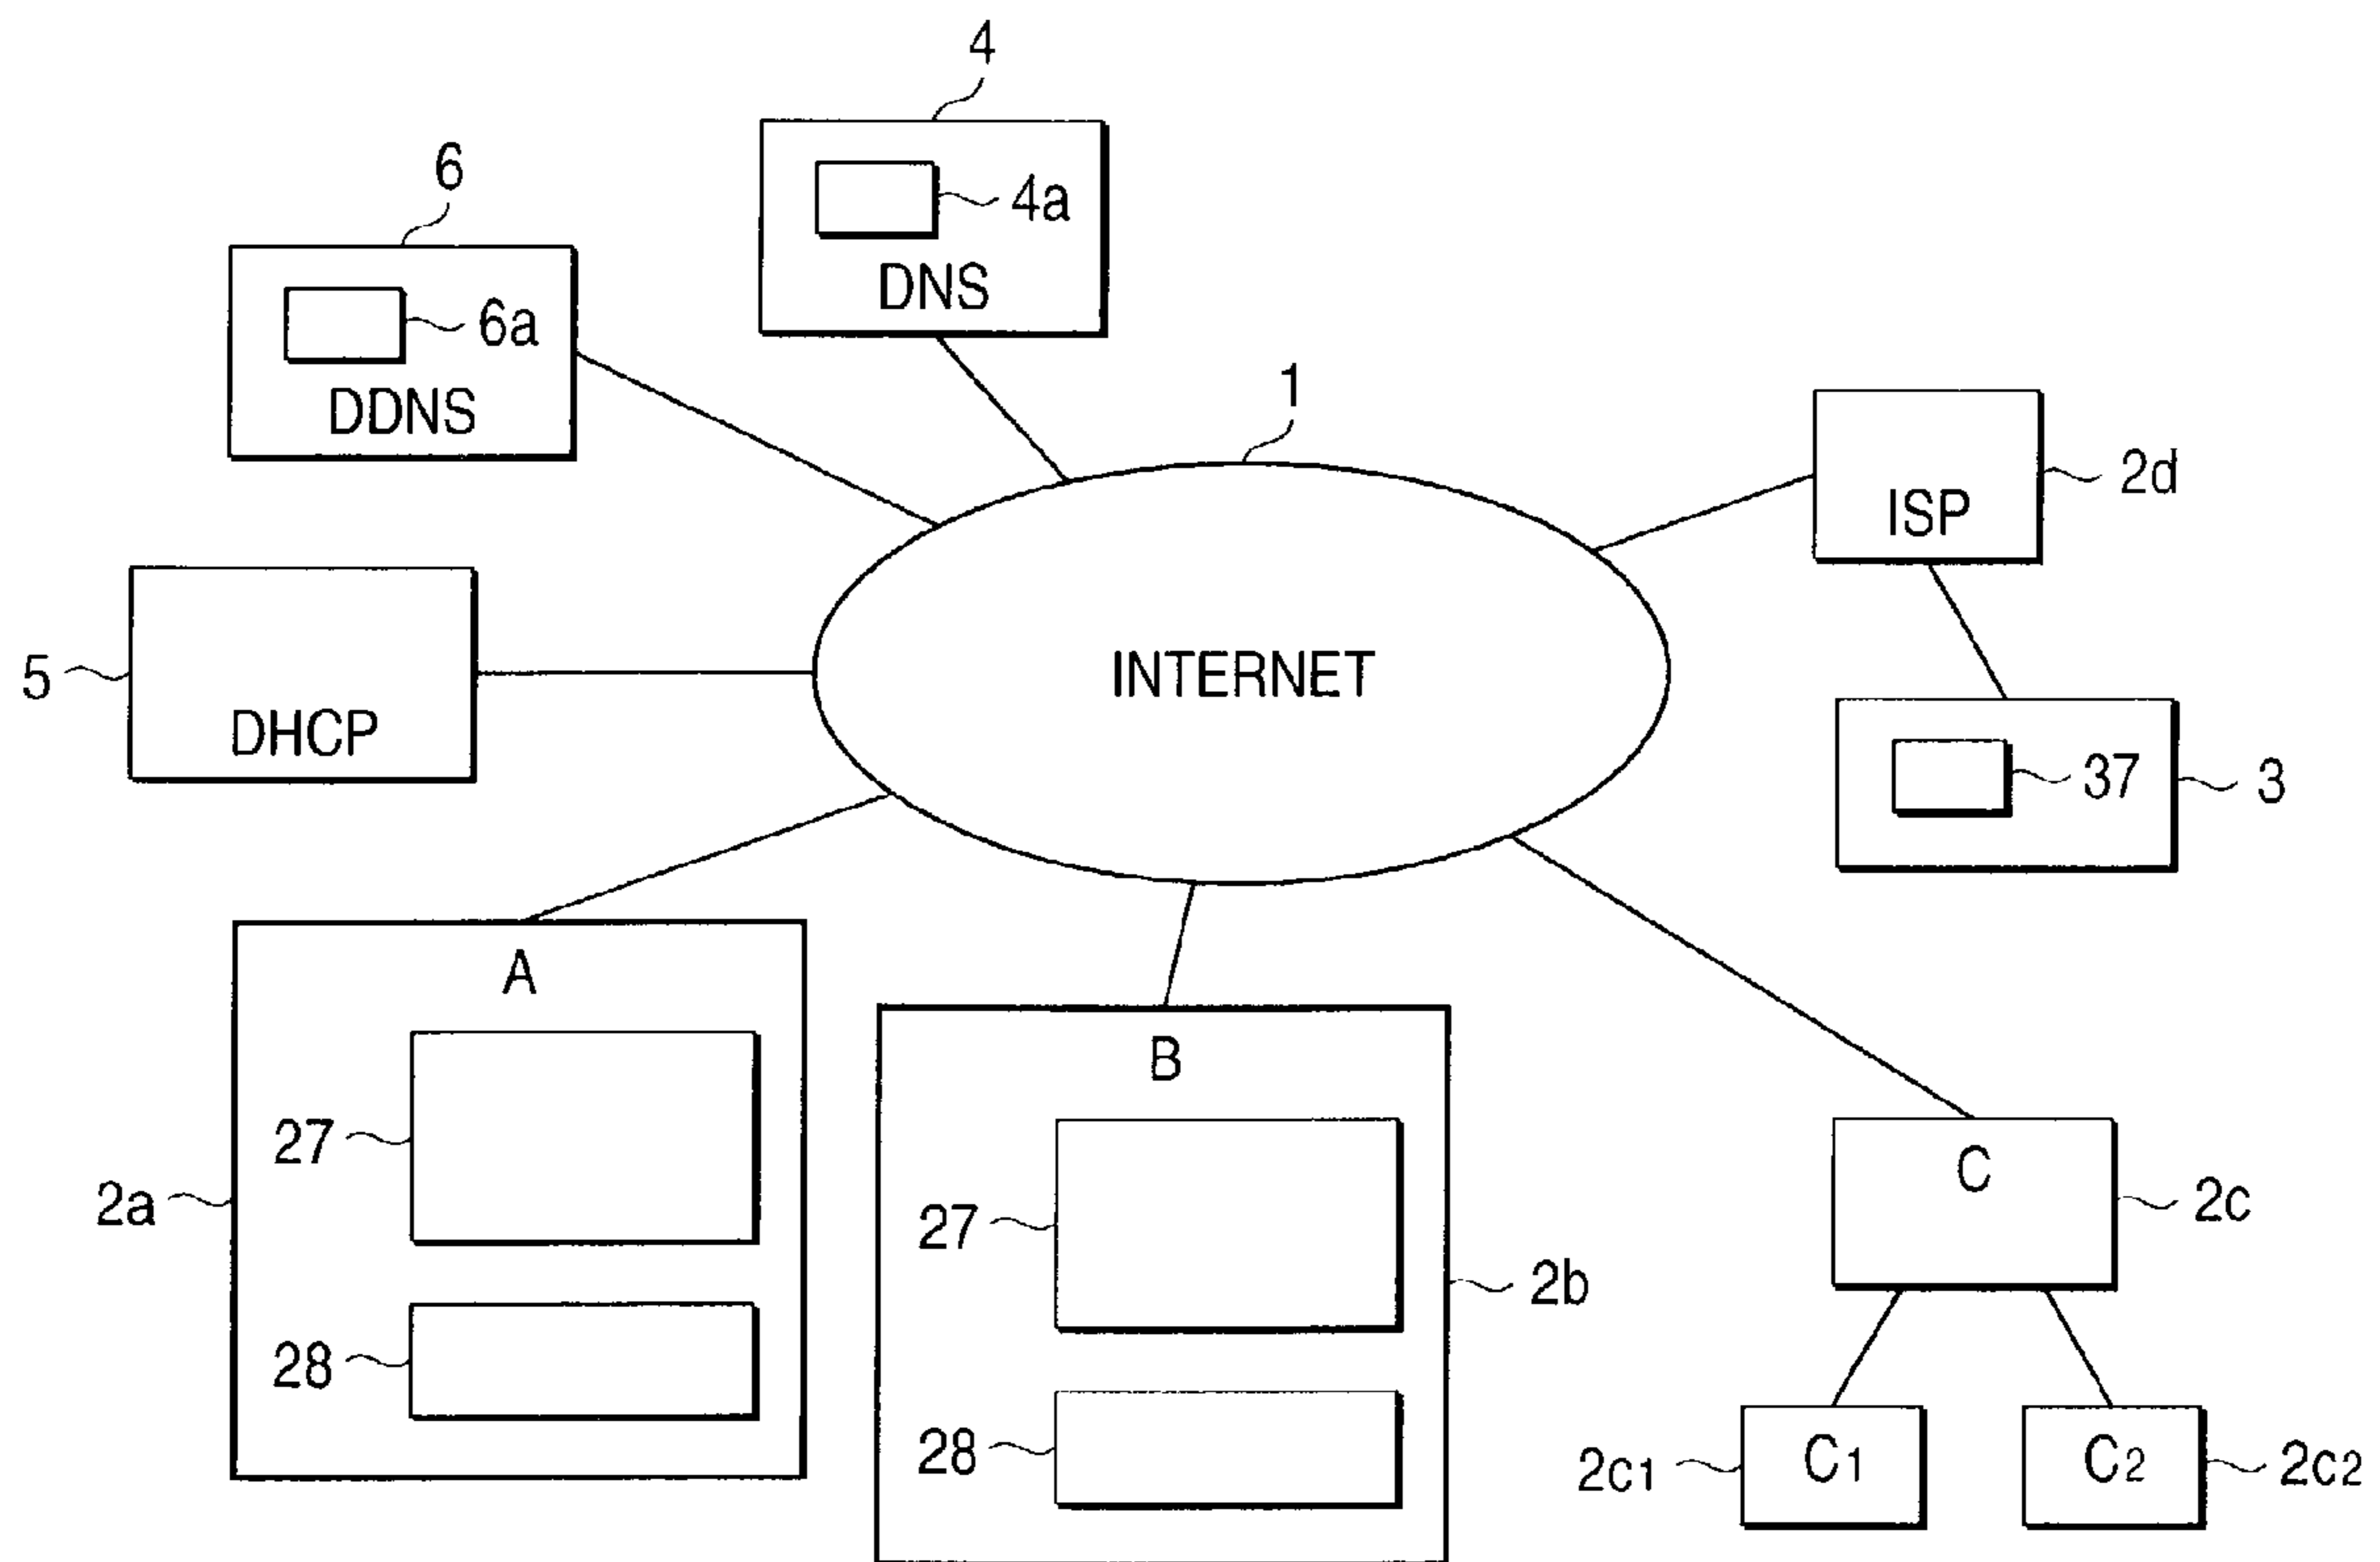 4
6
4a
DNS
6a
DDNS
1
2d
ISP
INTERNET
5
DHCP
37
3
A
B
27
C
2a
27
2c
2b
28
28
2c1
C1
C2
2c2